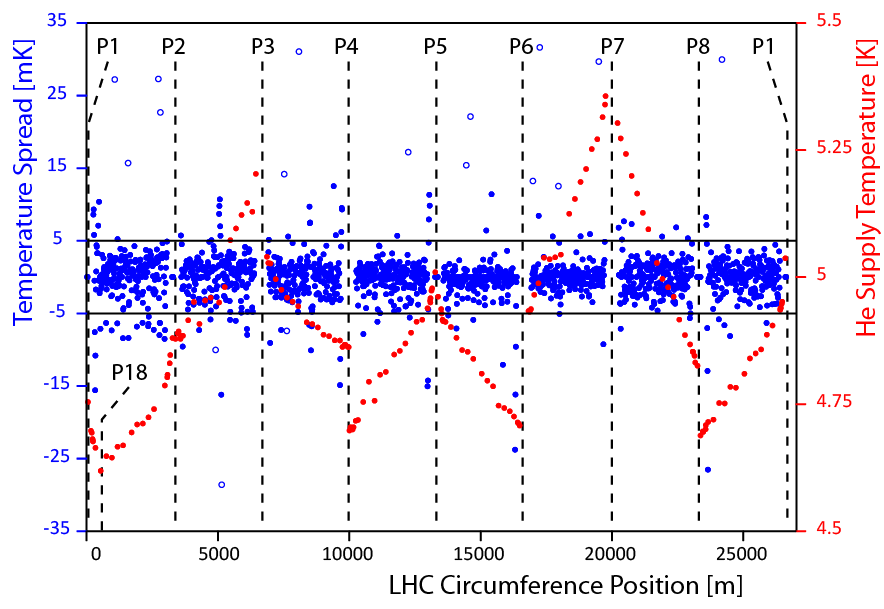 35
5.5
P1 P2 P3 P4 P5 P6 P7 P8 P1
25
15
5.25
5
5
-5
-15
P18
4.75
-25
-35
4.5
0 5000 10000 15000 20000 25000
LHC Circumference Position [m]
Temperature Spread [mK]
He Supply Temperature [K]